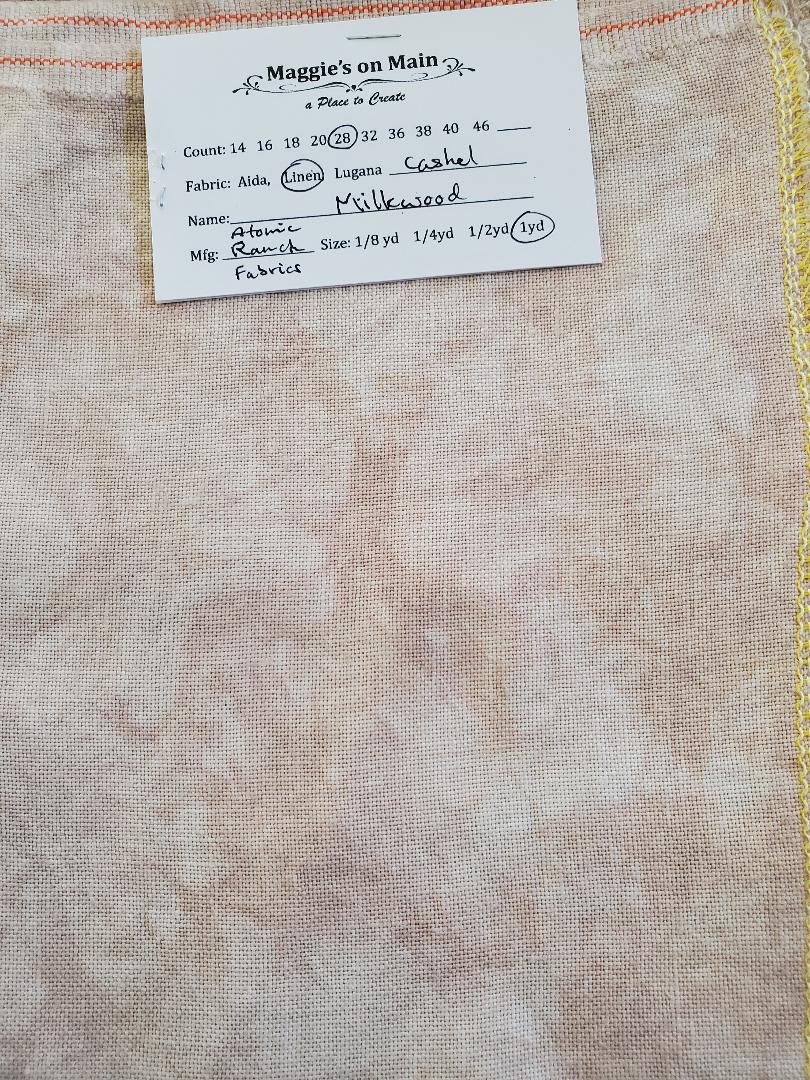 Maggie's on Main
a Place to Create
Count: 14 16 18 20 28 32 36 38 40 46 ___
Fabric: Aida, Linen Lugana Cashel
Name: Milkwood
Mfg: Atomic Ranch Fabrics Size: 1/8 yd 1/4yd 1/2yd 1yd